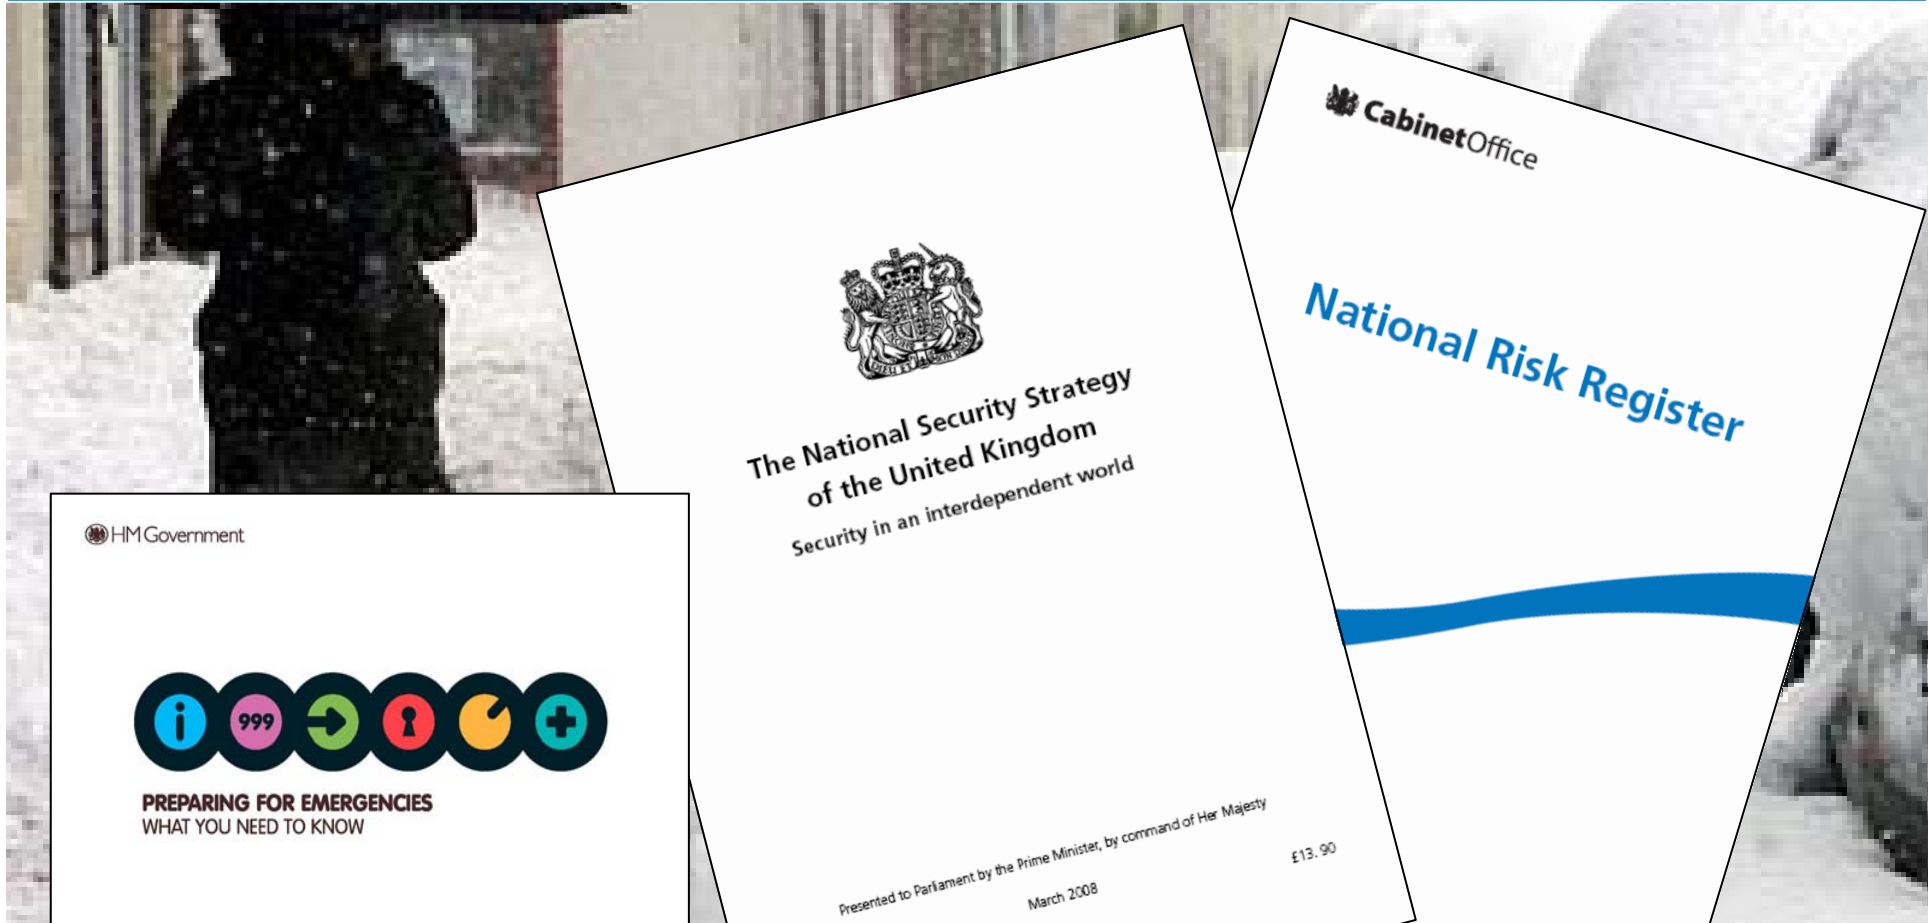 CabinetOffice
National Risk Register
The National Security Strategy
of the United Kingdom
Security in an interdependent world
Presented to Parliament by the Prime Minister, by command of Her Majesty
March 2008
£13. 90
HM Government
i
999
PREPARING FOR EMERGENCIES
WHAT YOU NEED TO KNOW